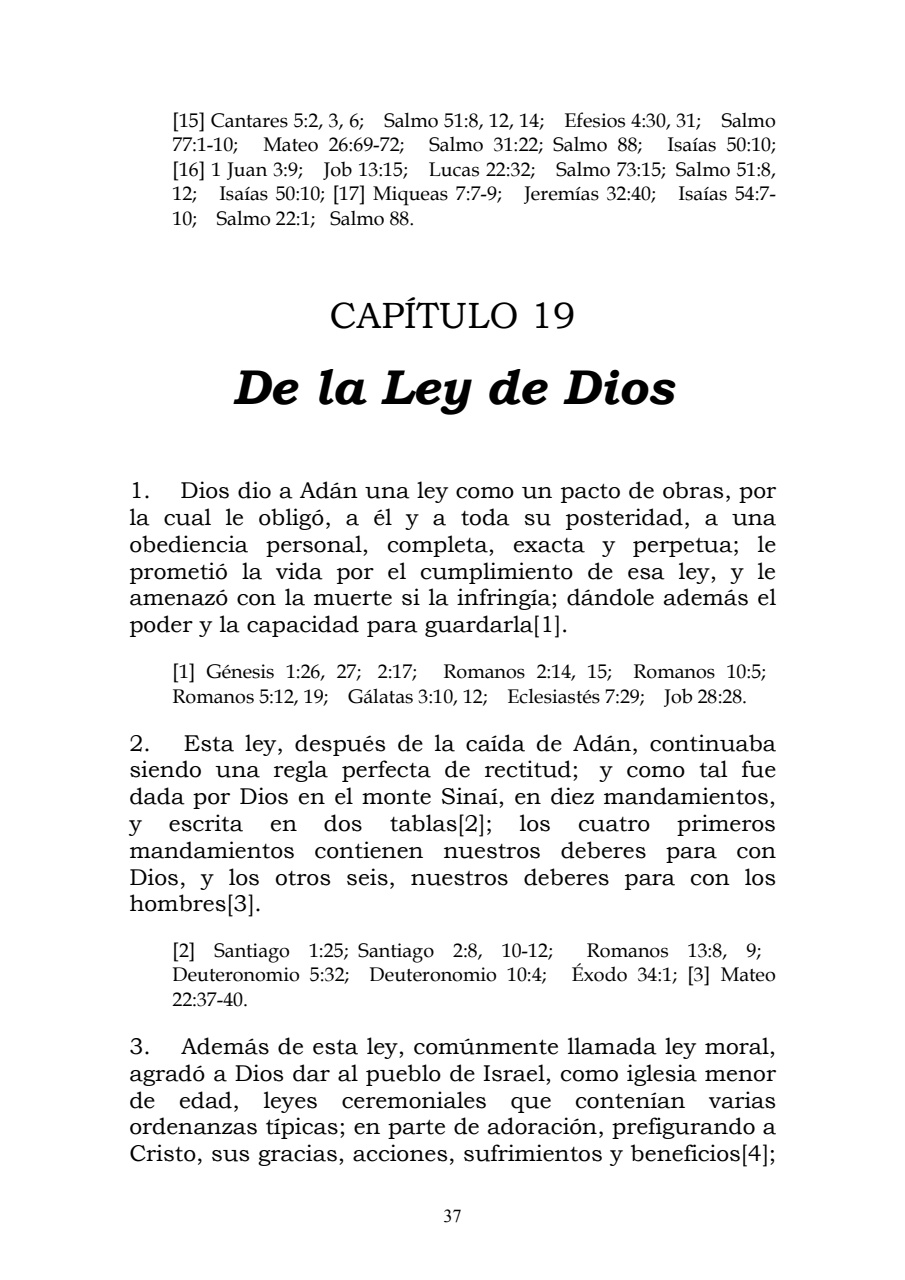 [15] Cantares 5:2, 3, 6; Salmo 51:8, 12, 14; Efesios 4:30, 31; Salmo
77:1-10; Mateo 26:69-72; Salmo 31:22; Salmo 88; Isaías 50:10;
[16] 1 Juan 3:9; Job 13:15; Lucas 22:32; Salmo 73:15; Salmo 51:8,
12; Isaías 50:10; [17] Miqueas 7:7-9; Jeremías 32:40; Isaías 54:7-
10; Salmo 22:1; Salmo 88.
CAPÍTULO 19
De la Ley de Dios
1. Dios dio a Adán una ley como un pacto de obras, por
la cual le obligó, a él y a toda su posteridad, a una
obediencia personal, completa, exacta y perpetua; le
prometió la vida por el cumplimiento de esa ley, y le
amenazó con la muerte si la infringía; dándole además el
poder y la capacidad para guardarla[1].
[1] Génesis 1:26, 27; 2:17; Romanos 2:14, 15; Romanos 10:5;
Romanos 5:12, 19; Gálatas 3:10, 12; Eclesiastés 7:29; Job 28:28.
2. Esta ley, después de la caída de Adán, continuaba
siendo una regla perfecta de rectitud; y como tal fue
dada por Dios en el monte Sinaí, en diez mandamientos,
y escrita en dos tablas[2]; los cuatro primeros
mandamientos contienen nuestros deberes para con
Dios, y los otros seis, nuestros deberes para con los
hombres[3].
[2] Santiago 1:25; Santiago 2:8, 10-12; Romanos 13:8, 9;
Deuteronomio 5:32; Deuteronomio 10:4; Éxodo 34:1; [3] Mateo
22:37-40.
3. Además de esta ley, comúnmente llamada ley moral,
agradó a Dios dar al pueblo de Israel, como iglesia menor
de edad, leyes ceremoniales que contenían varias
ordenanzas típicas; en parte de adoración, prefigurando a
Cristo, sus gracias, acciones, sufrimientos y beneficios[4];
37